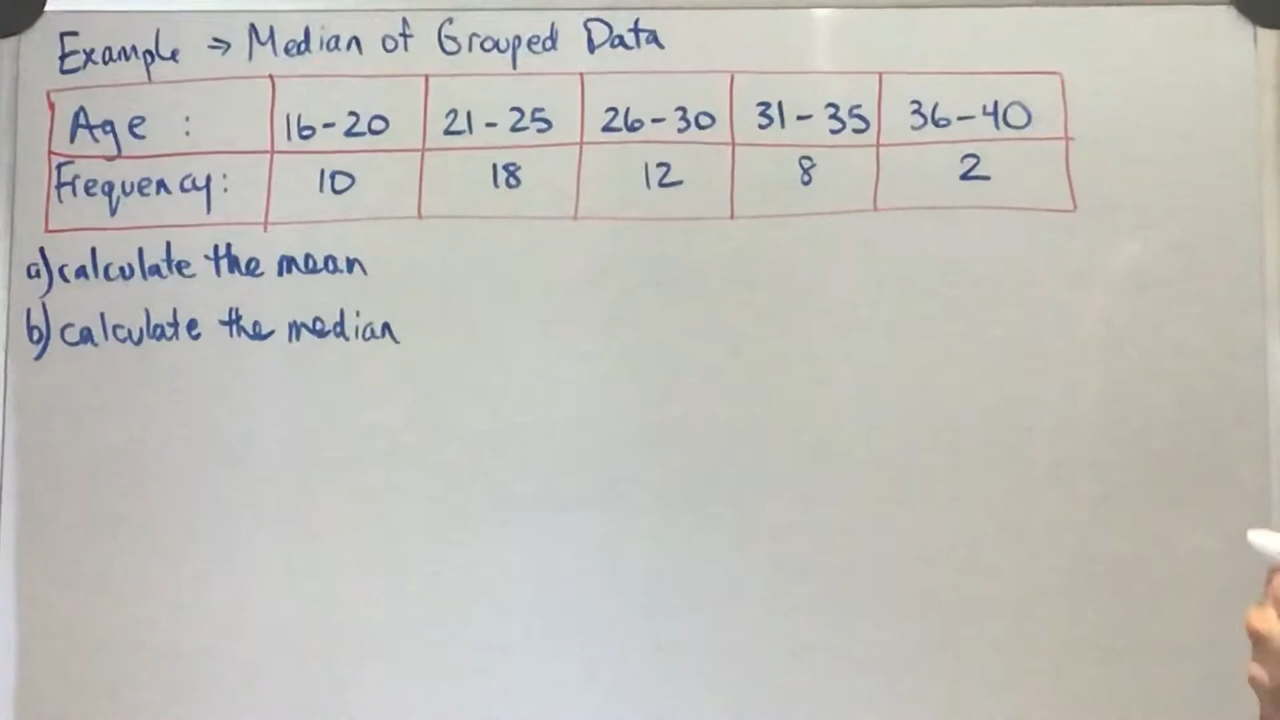 Example ⇒ Median of Grouped Data
Age : 16-20 21-25 26-30 31-35 36-40
Frequency: 10 18 12 8 2
a) calculate the mean
b) calculate the median